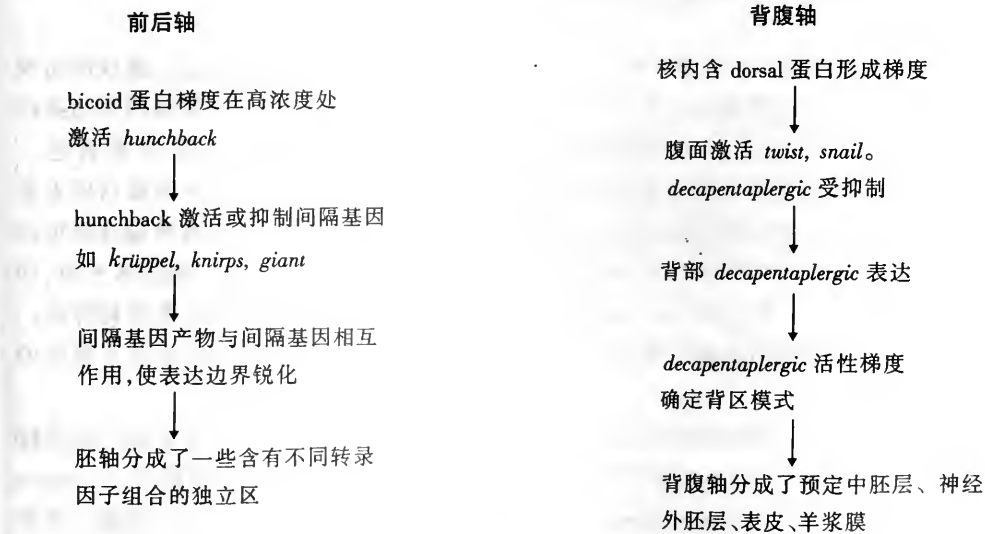 前后轴
bicoid 蛋白梯度在高浓度处
激活 hunchback
hunchback 激活或抑制间隔基因
如 krüppel, knirps, giant
间隔基因产物与间隔基因相互
作用,使表达边界锐化
胚轴分成了一些含有不同转录
因子组合的独立区
背腹轴
核内含 dorsal 蛋白形成梯度
腹面激活 twist, snail。
decapentaplergic 受抑制
背部 decapentaplergic 表达
decapentaplergic 活性梯度
确定背区模式
背腹轴分成了预定中胚层、神经
外胚层、表皮、羊浆膜